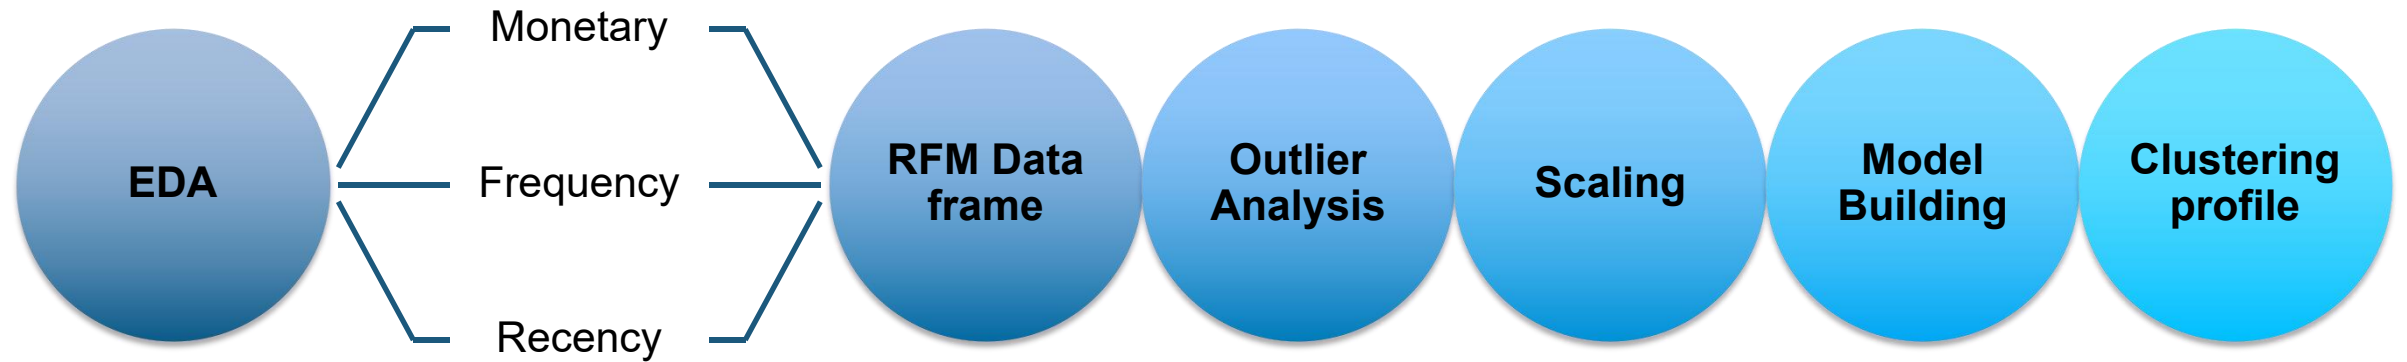 EDA
Monetary
Frequency
Recency
RFM Data
frame
Outlier
Analysis
Scaling
Model
Building
Clustering
profile